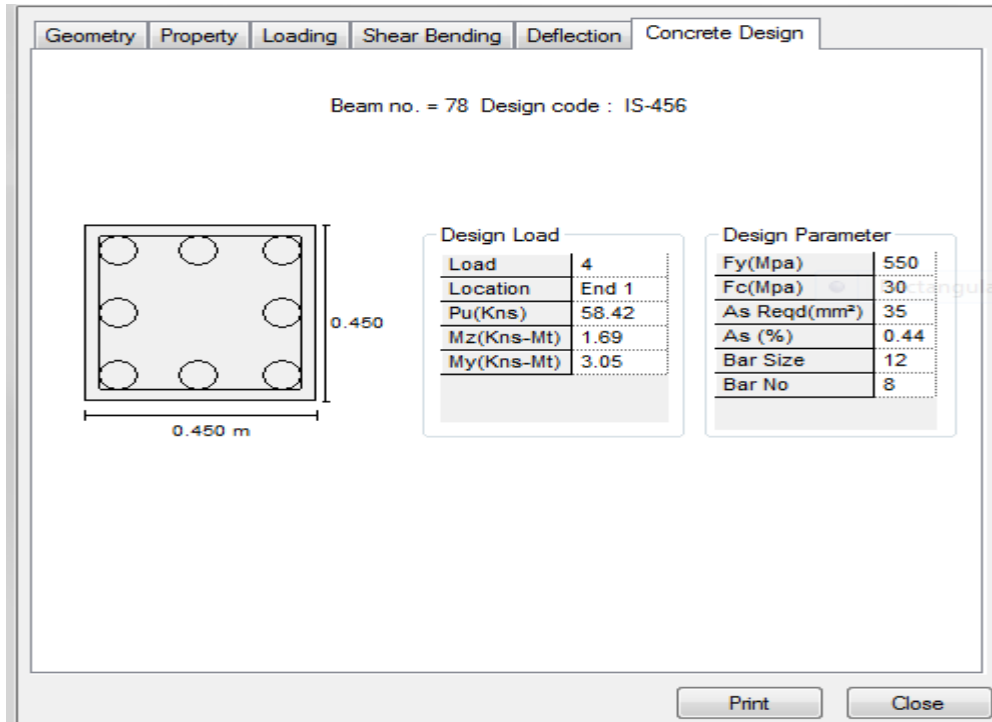 Geometry Property Loading Shear Bending Deflection Concrete Design
Beam no. = 78 Design code : IS-456
0.450
0.450 m
Design Load
Load 4
Location End 1
Pu(Kns) 58.42
Mz(Kns-Mt) 1.69
My(Kns-Mt) 3.05
Design Parameter
Fy(Mpa) 550
Fc(Mpa) 30
As Reqd(mm²) 35
As (%) 0.44
Bar Size 12
Bar No 8
Print Close